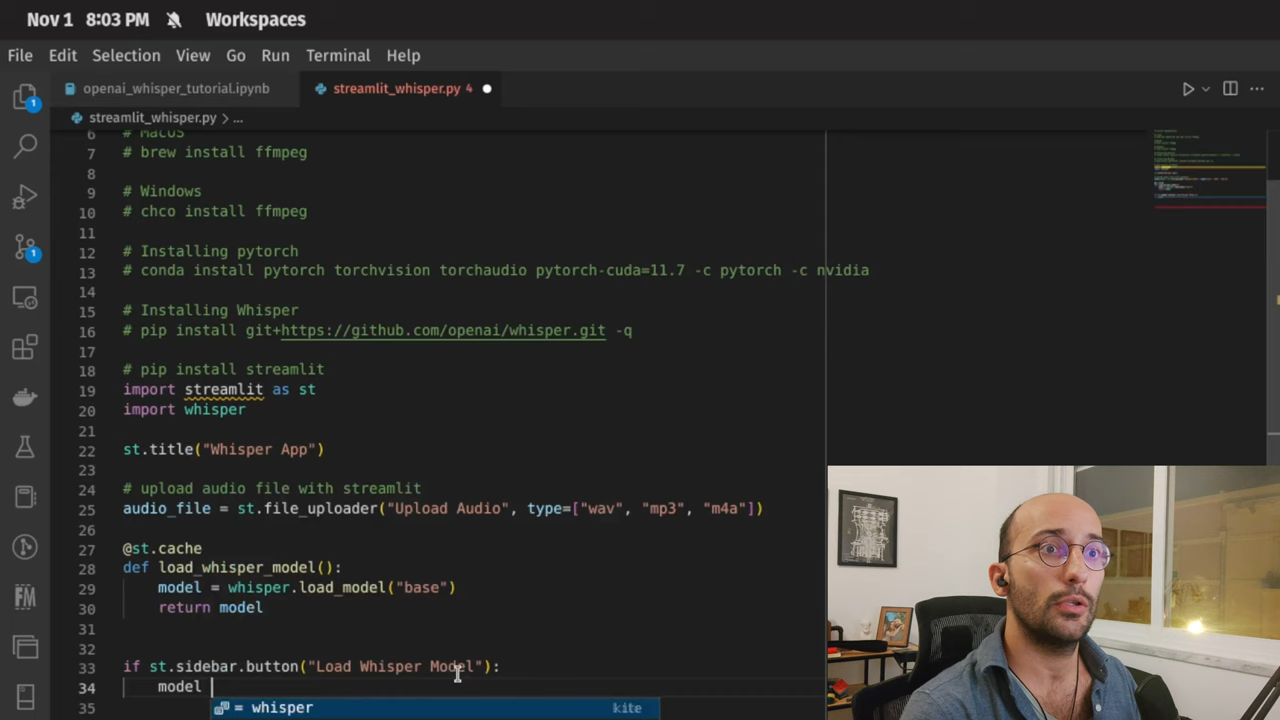 Nov 1 8:03 PM Workspaces
File Edit Selection View Go Run Terminal Help
openai_whisper_tutorial.ipynb streamlit_whisper.py 4
streamlit_whisper.py > ...
6 # MacOS
7 # brew install ffmpeg
8
9 # Windows
10 # chco install ffmpeg
11
12 # Installing pytorch
13 # conda install pytorch torchvision torchaudio pytorch-cuda=11.7 -c pytorch -c nvidia
14
15 # Installing Whisper
16 # pip install git+https://github.com/openai/whisper.git -q
17
18 # pip install streamlit
19 import streamlit as st
20 import whisper
21
22 st.title("Whisper App")
23
24 # upload audio file with streamlit
25 audio_file = st.file_uploader("Upload Audio", type=["wav", "mp3", "m4a"])
26
27 @st.cache
28 def load_whisper_model():
29 model = whisper.load_model("base")
30 return model
31
32
33 if st.sidebar.button("Load Whisper Model"):
34 model
35 = whisper kite
1
1
FM